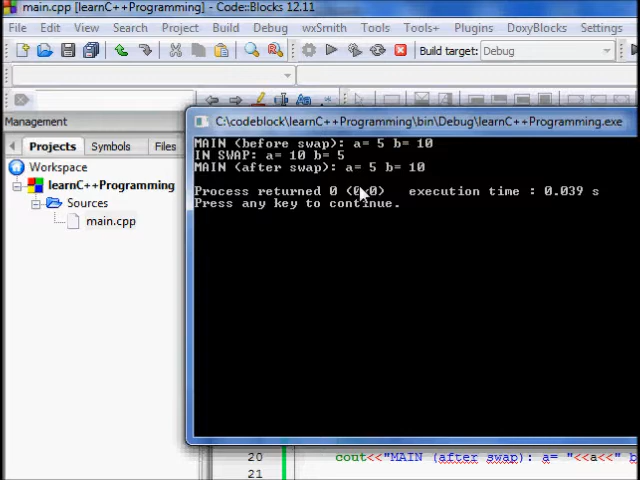 main.cpp [learnC++Programming] - Code::Blocks 12.11
File Edit View Search Project Build Debug wxSmith Tools Plugins DoxyBlocks Settings
Build target: Debug
C:\codeblock\learnC++Programming\bin\Debug\learnC++Programming.exe
Management
Projects Symbols Files
Workspace
learnC++Programming
Sources
main.cpp
MAIN (before swap): a= 5 b= 10
IN SWAP: a= 10 b= 5
MAIN (after swap): a= 5 b= 10
Process returned 0 (0x0) execution time : 0.039 s
Press any key to continue.
20 cout<<"MAIN (after swap): a= "<<a<<" b
21